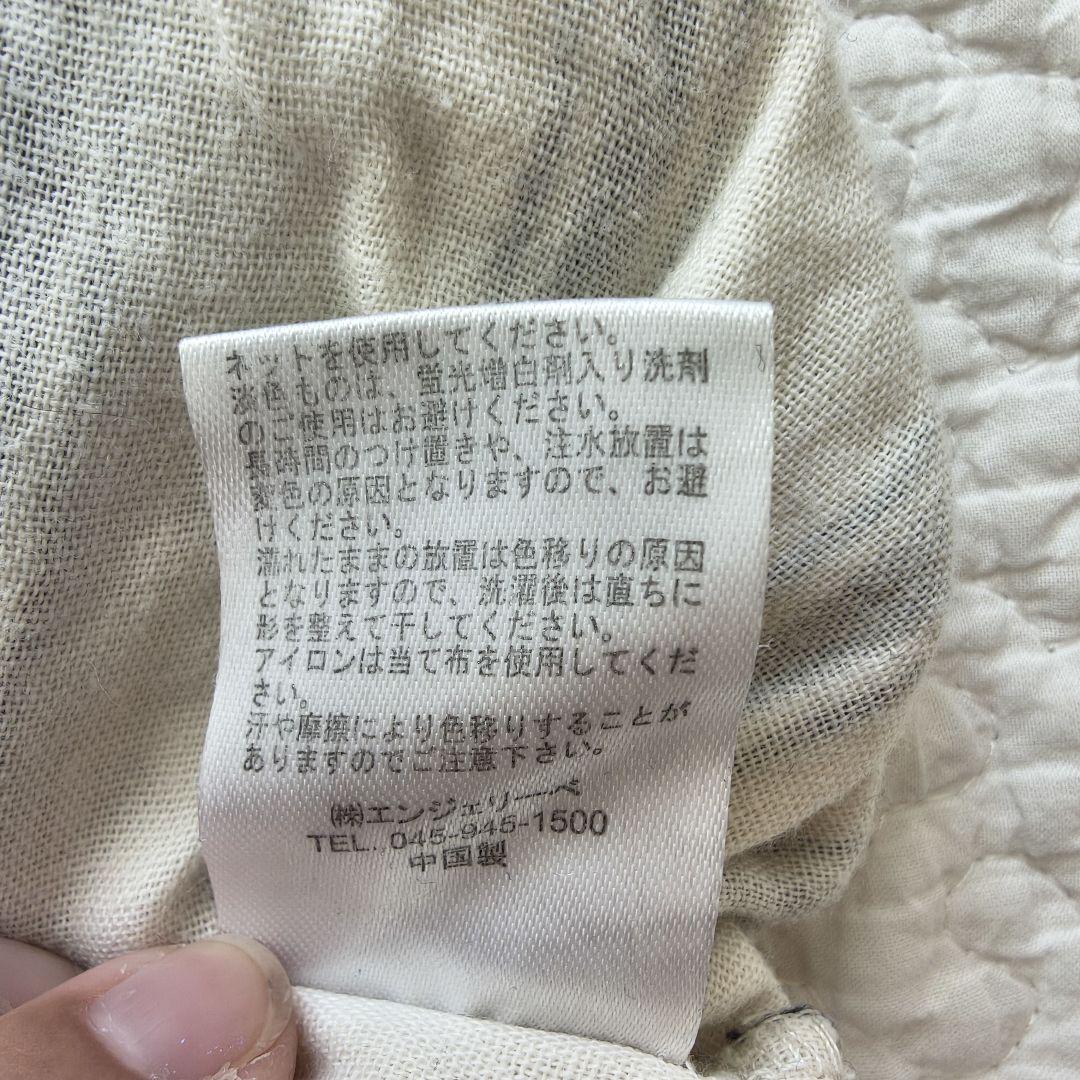 ネットを使用してください。
淡色ものは、蛍光増白剤入り洗剤
のご使用はお避けください。
長時間のつけ置きや、注水放置は
変色の原因となりますので、お避
けください。
濡れたままの放置は色移りの原因
となりますので、洗濯後は直ちに
形を整えて干してください。
アイロンは当て布を使用してくだ
さい。
汗や摩擦により色移りすることが
ありますのでご注意下さい。
㈱エンジェリーベ
TEL. 045-945-1500
中国製